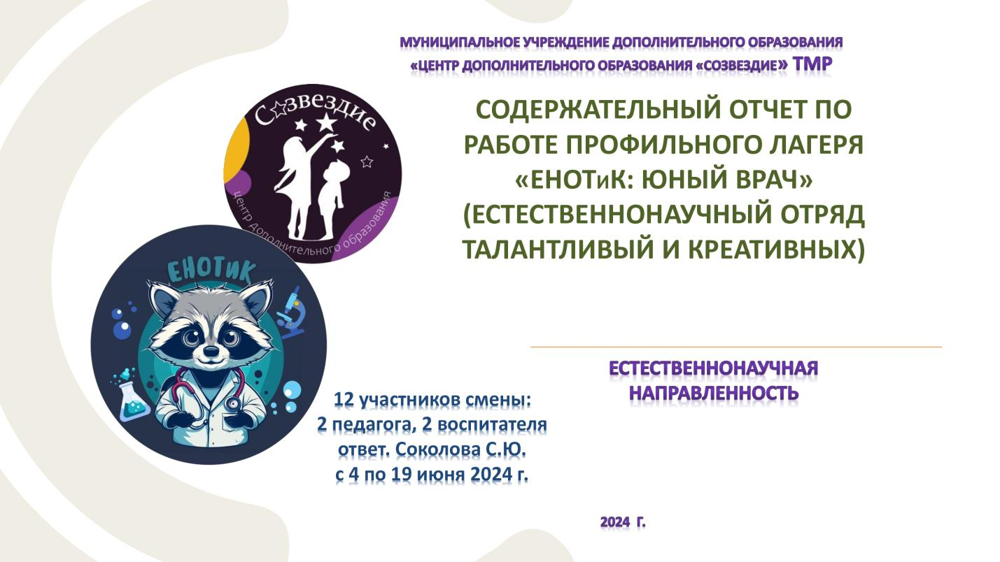 МУНИЦИПАЛЬНОЕ УЧРЕЖДЕНИЕ ДОПОЛНИТЕЛЬНОГО ОБРАЗОВАНИЯ
«ЦЕНТР ДОПОЛНИТЕЛЬНОГО ОБРАЗОВАНИЯ «СОЗВЕЗДИЕ» ТМР
Созвездие
центр дополнительного образования
СОДЕРЖАТЕЛЬНЫЙ ОТЧЕТ ПО
РАБОТЕ ПРОФИЛЬНОГО ЛАГЕРЯ
«ЕНОТиК: ЮНЫЙ ВРАЧ»
(ЕСТЕСТВЕННОНАУЧНЫЙ ОТРЯД
ТАЛАНТЛИВЫЙ И КРЕАТИВНЫХ)
ЕНОТИК
ЕСТЕСТВЕННОНАУЧНАЯ
НАПРАВЛЕННОСТЬ
12 участников смены:
2 педагога, 2 воспитателя
ответ. Соколова С.Ю.
с 4 по 19 июня 2024 г.
2024 Г.